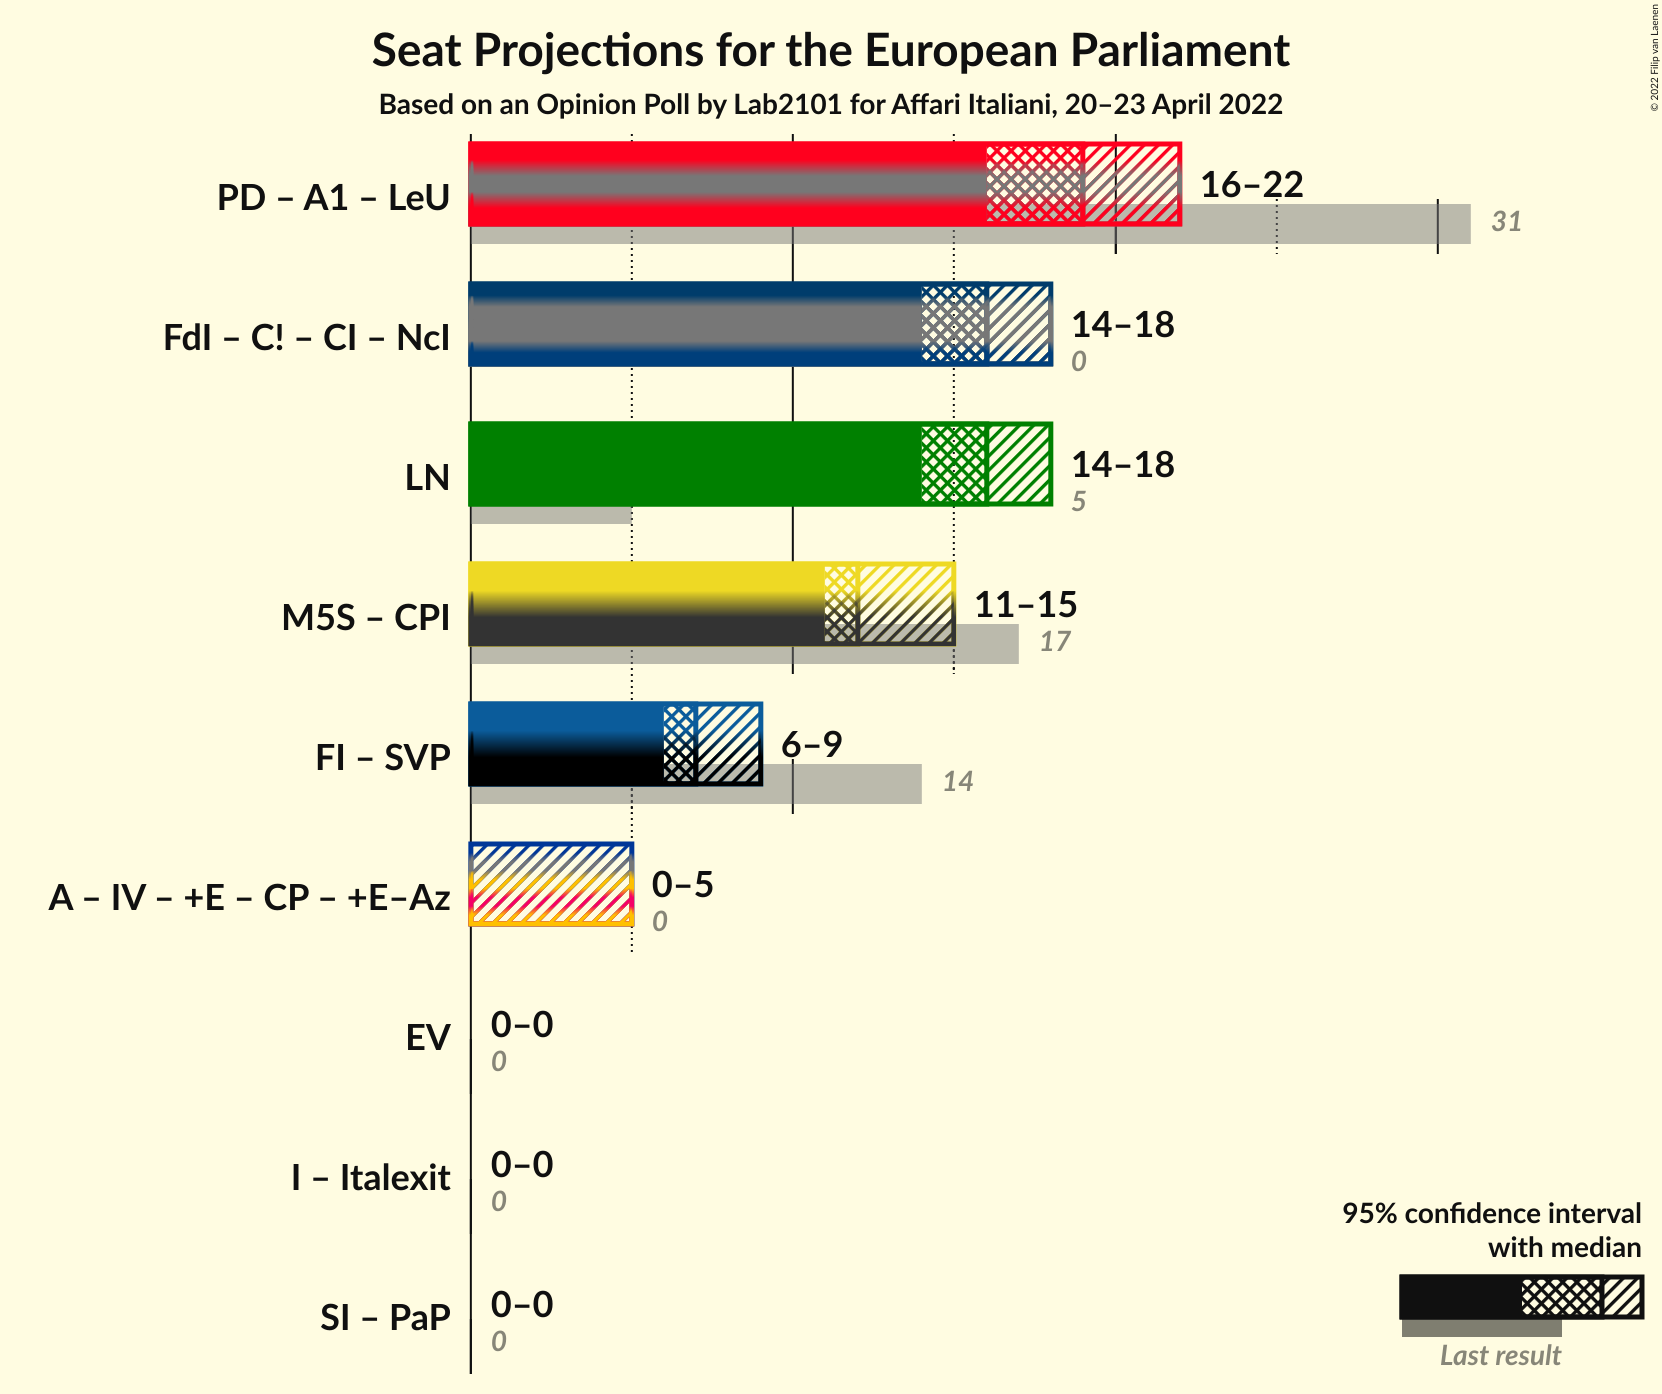 Seat Projections for the European Parliament
Based on an Opinion Poll by Lab2101 for Affari Italiani, 20–23 April 2022
© 2022 Filip van Laenen
PD – A1 – LeU
16–22
31
FdI – C! – CI – NcI
14–18
0
LN
14–18
5
M5S – CPI
11–15
17
FI – SVP
6–9
14
A – IV – +E – CP – +E–Az
0–5
0
EV
0–0
0
I – Italexit
0–0
0
SI – PaP
0–0
0
95% confidence interval
with median
Last result